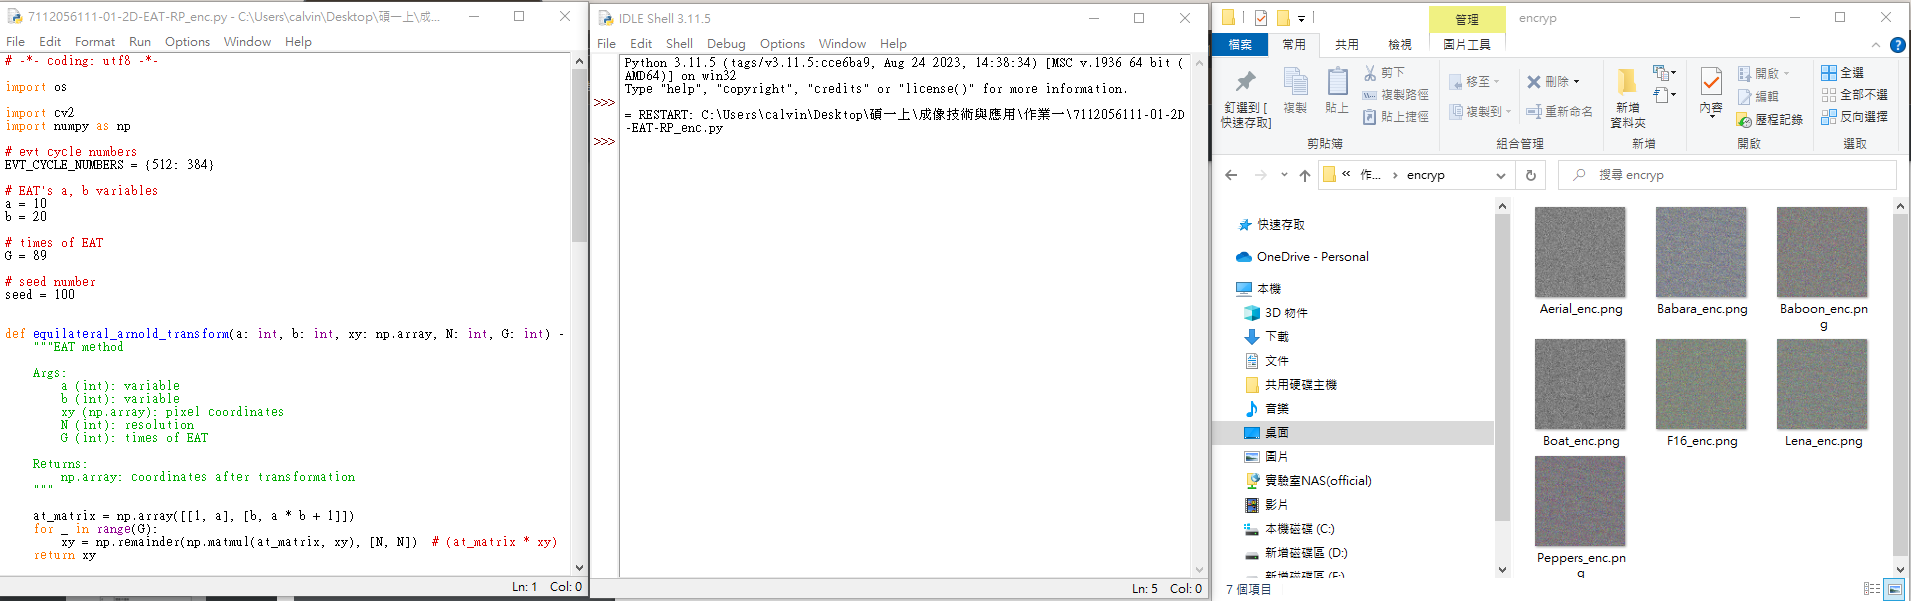 7112056111-01-2D-EAT-RP_enc.py - C:\Users\calvin\Desktop\碩一上\成...
File Edit Format Run Options Window Help
# -*- coding: utf8 -*-
import os
import cv2
import numpy as np
# evt cycle numbers
EVT_CYCLE_NUMBERS = {512: 384}
# EAT's a, b variables
a = 10
b = 20
# times of EAT
G = 89
# seed number
seed = 100
def equilateral_arnold_transform(a: int, b: int, xy: np.array, N: int, G: int) -
"""EAT method
Args:
a (int): variable
b (int): variable
xy (np.array): pixel coordinates
N (int): resolution
G (int): times of EAT
Returns:
np.array: coordinates after transformation
"""
at_matrix = np.array([[1, a], [b, a * b + 1]])
for _ in range(G):
xy = np.remainder(np.matmul(at_matrix, xy), [N, N]) # (at_matrix * xy)
return xy
Ln: 1 Col: 0
IDLE Shell 3.11.5
File Edit Shell Debug Options Window Help
Python 3.11.5 (tags/v3.11.5:cce6ba9, Aug 24 2023, 14:38:34) [MSC v.1936 64 bit (
AMD64)] on win32
Type "help", "copyright", "credits" or "license()" for more information.
>>>
= RESTART: C:\Users\calvin\Desktop\碩一上\成像技術與應用\作業一\7112056111-01-2D
-EAT-RP_enc.py
>>>
Ln: 5 Col: 0
管理
encryp
檔案 常用 共用 檢視 圖片工具
釘選到 [
快速存取]
複製
貼上
剪下
複製路徑
貼上捷徑
剪貼簿
移至
複製到
刪除
重新命名
組合管理
新增
資料夾
新增
內容
開啟
編輯
歷程記錄
開啟
全選
全部不選
反向選擇
選取
« 作... › encryp
搜尋 encryp
快速存取
OneDrive - Personal
本機
3D 物件
下載
文件
共用硬碟主機
音樂
桌面
圖片
實驗室NAS(official)
影片
本機磁碟 (C:)
新增磁碟區 (D:)
新增磁碟區 (E:)
Aerial_enc.png
Babara_enc.png
Baboon_enc.pn
g
Boat_enc.png
F16_enc.png
Lena_enc.png
Peppers_enc.pn
g
7 個項目